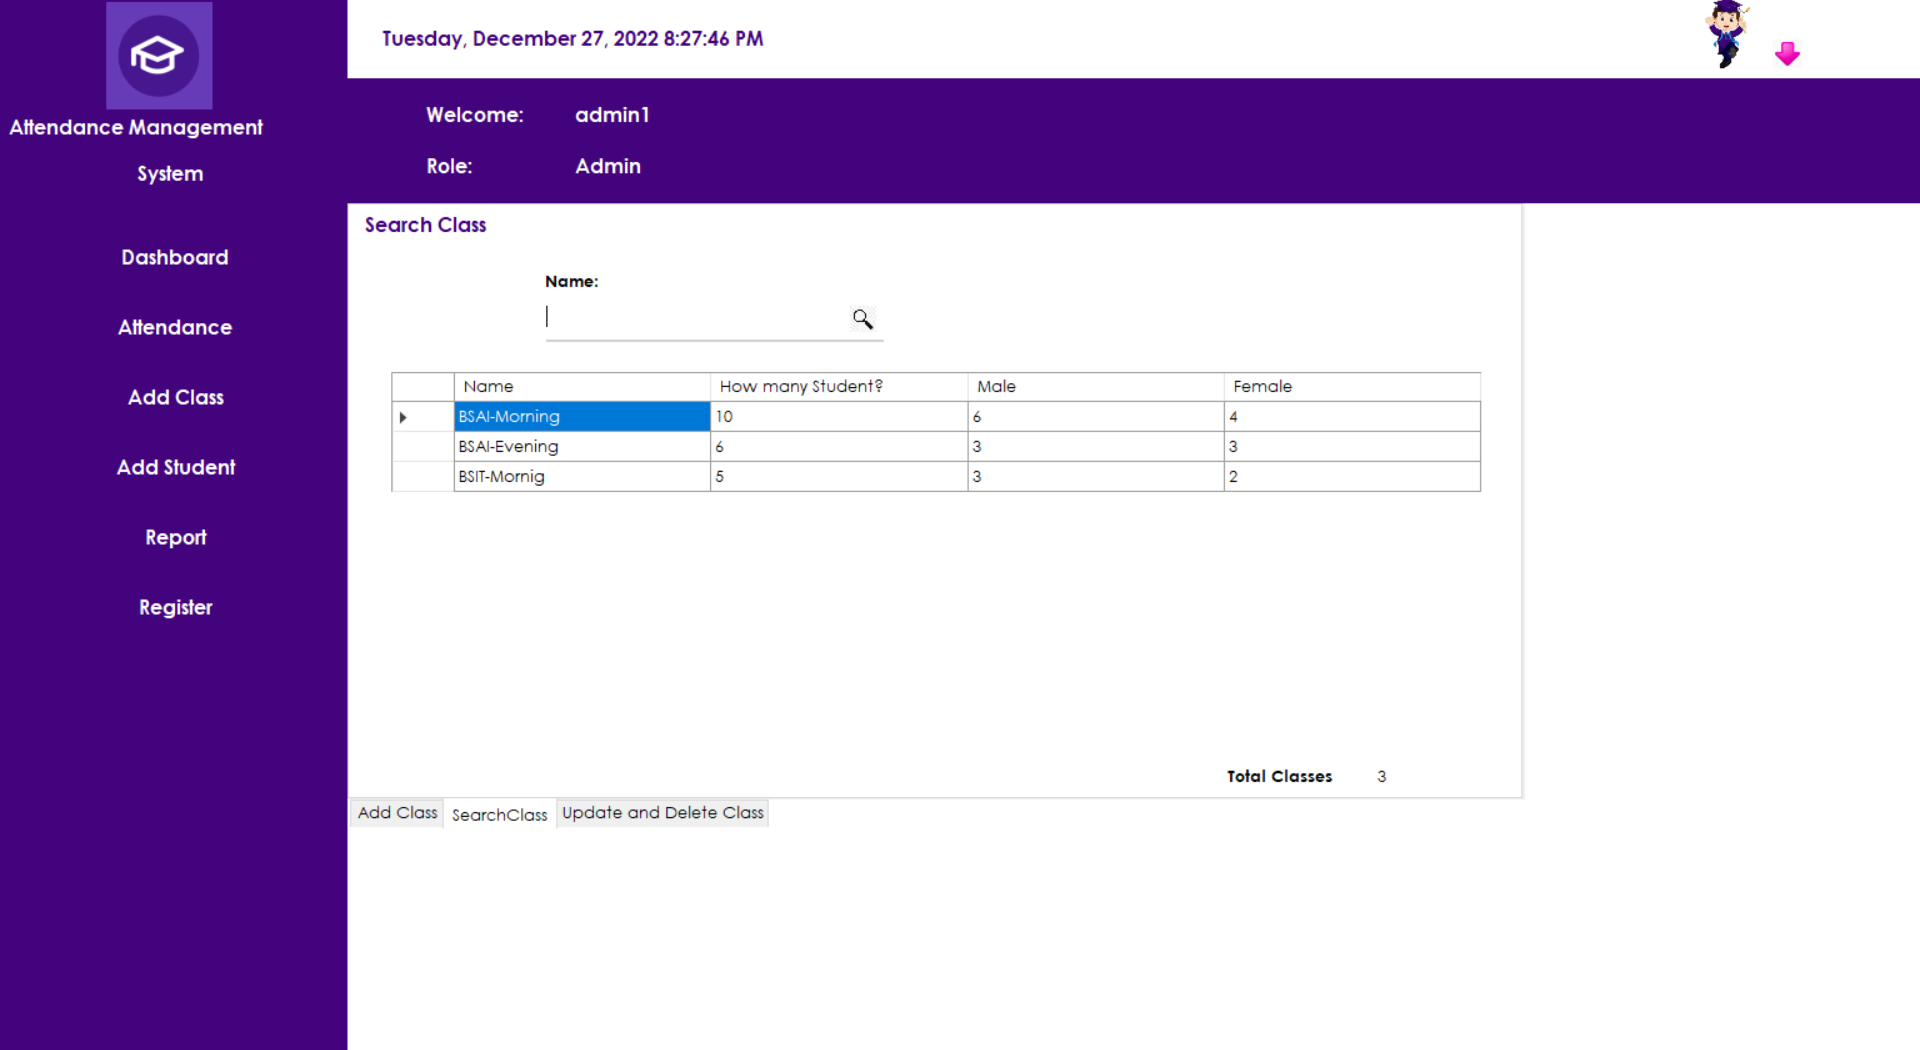 Attendance Management
System
Dashboard
Attendance
Add Class
Add Student
Report
Register
Tuesday, December 27, 2022 8:27:46 PM
Welcome: admin1
Role: Admin
Search Class
Name:
Name How many Student? Male Female
BSAI-Morning 10 6 4
BSAI-Evening 6 3 3
BSIT-Mornig 5 3 2
Total Classes 3
Add Class SearchClass Update and Delete Class